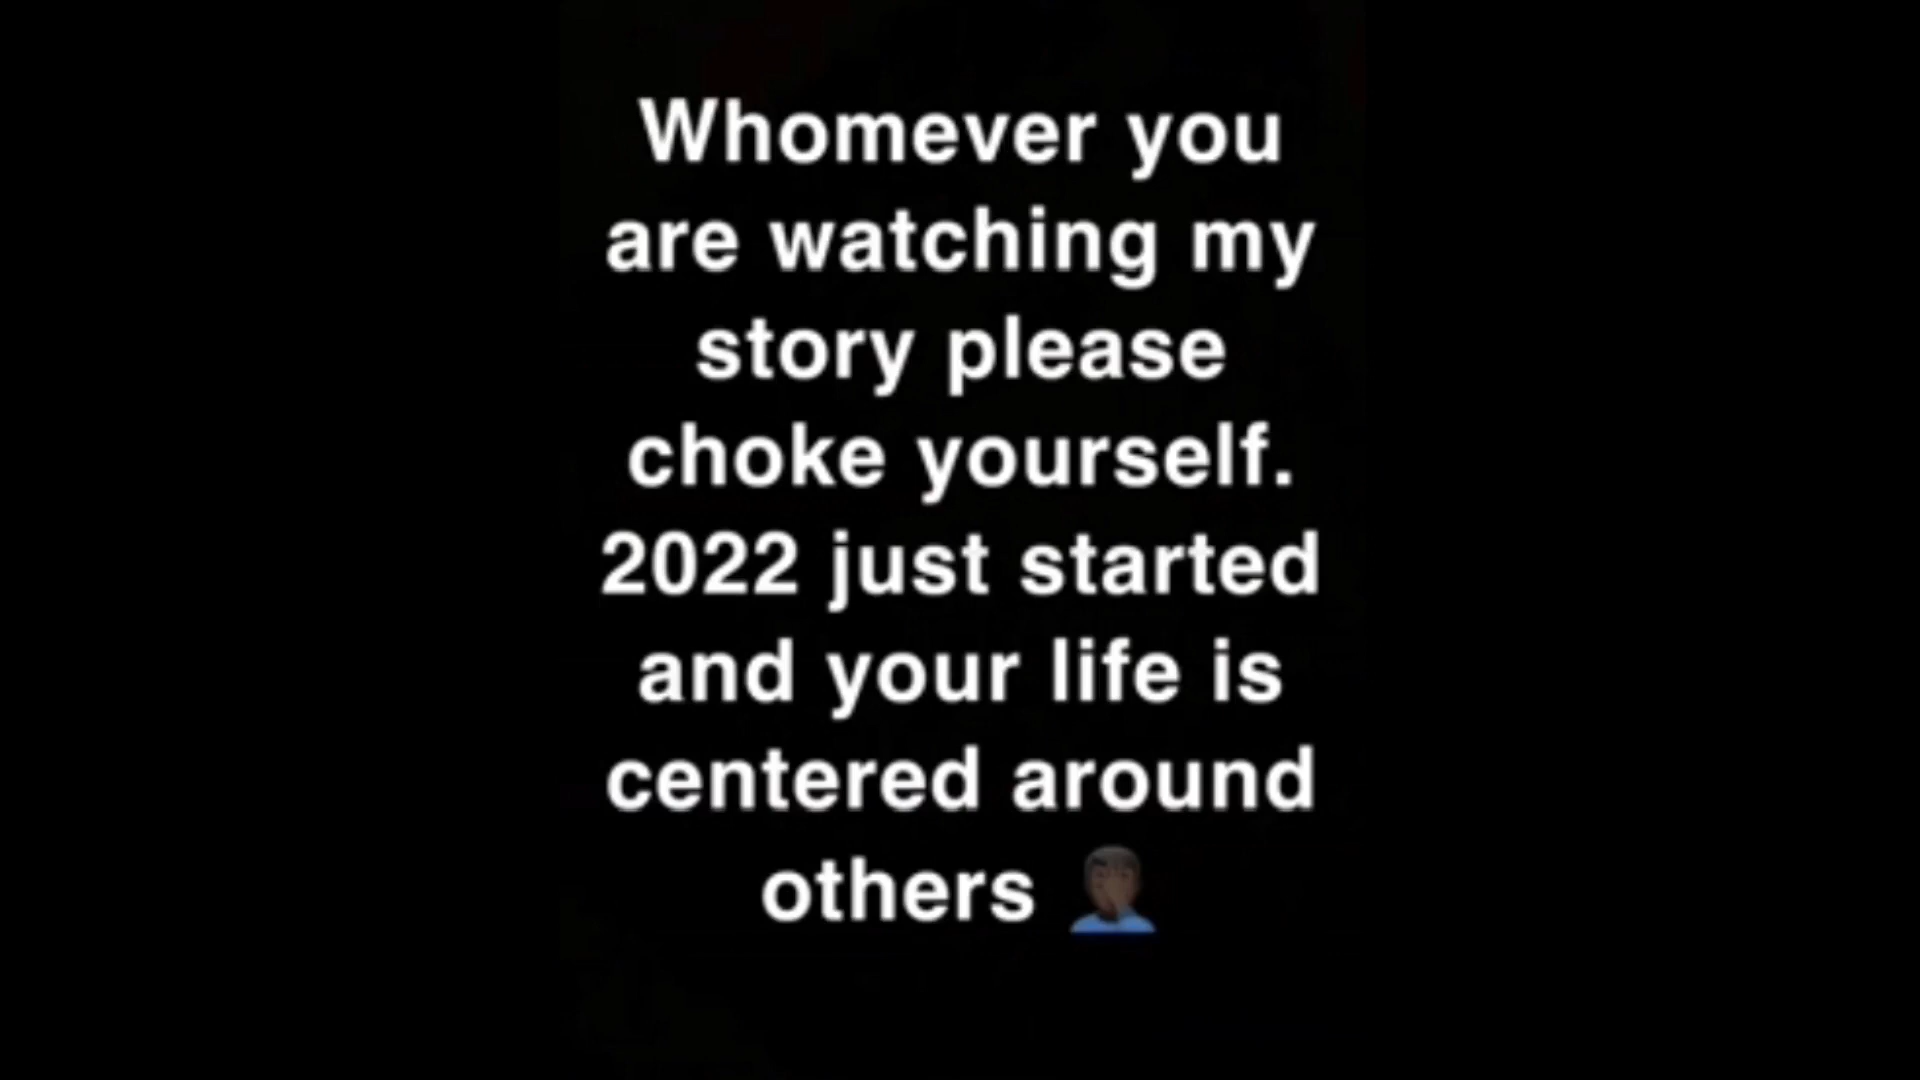 Whomever you
are watching my
story please
choke yourself.
2022 just started
and your life is
centered around
others 🤦🏿‍♂️